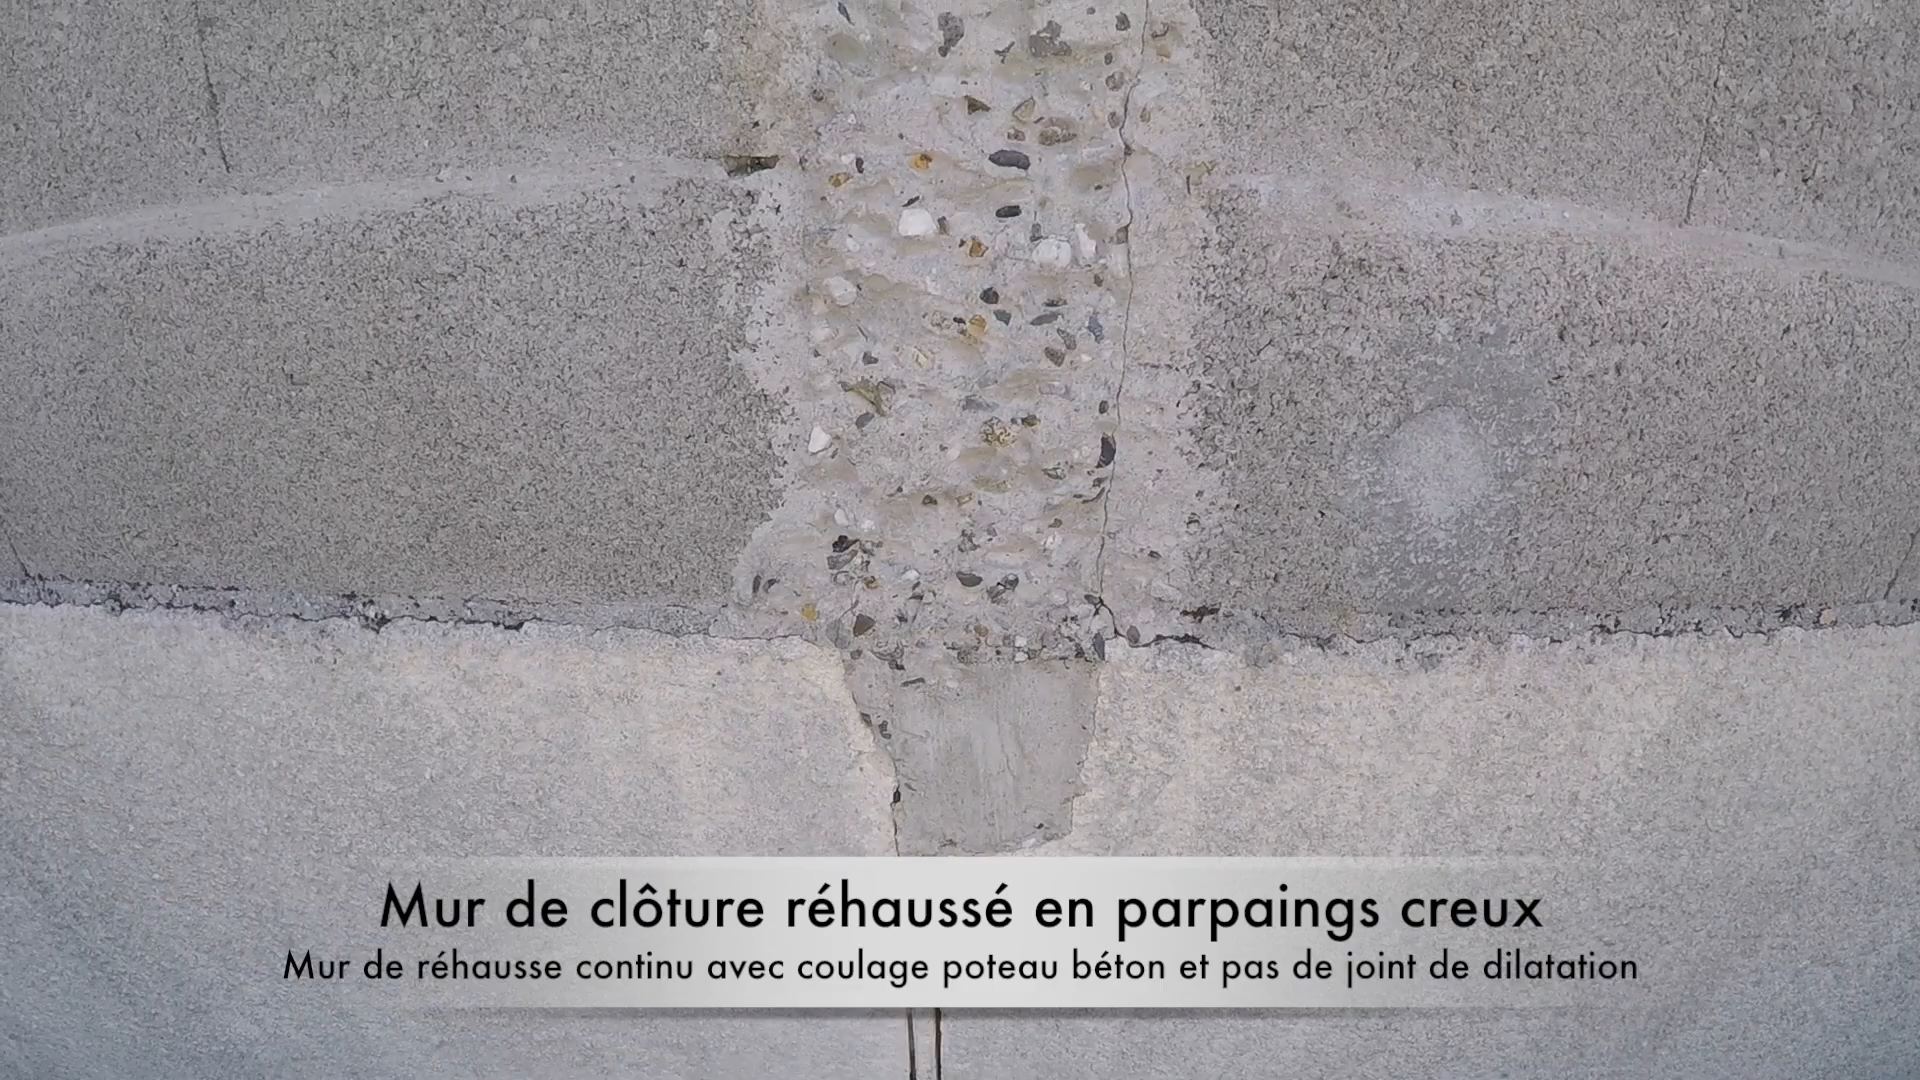 Mur de clôture réhaussé en parpaings creux
Mur de réhausse continu avec coulage poteau béton et pas de joint de dilatation